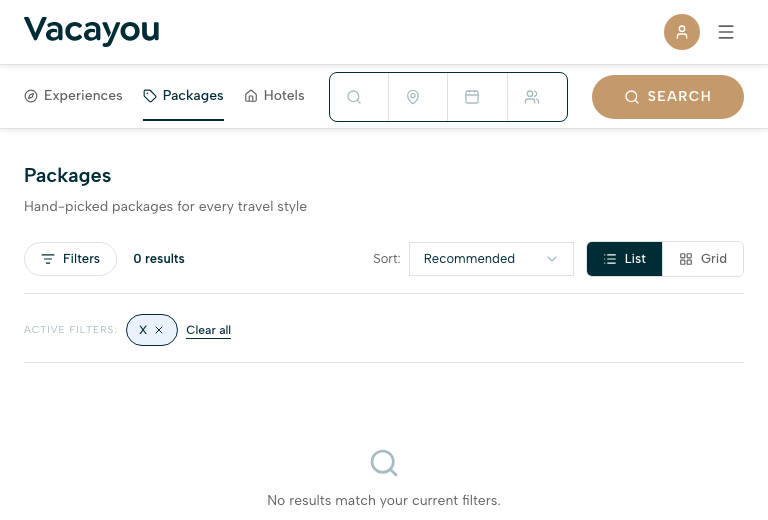 Vacayou
Experiences Packages Hotels SEARCH
Packages
Hand-picked packages for every travel style
Filters 0 results Sort: Recommended List Grid
ACTIVE FILTERS: X × Clear all
No results match your current filters.